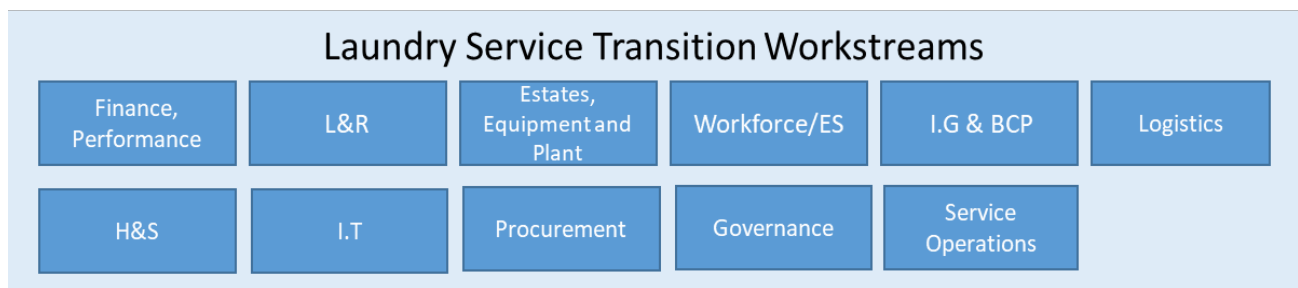 Laundry Service Transition Workstreams
Finance,
Performance
L&R
Estates,
Equipment and
Plant
Workforce/ES
I.G & BCP
Logistics
H&S
I.T
Procurement
Governance
Service
Operations